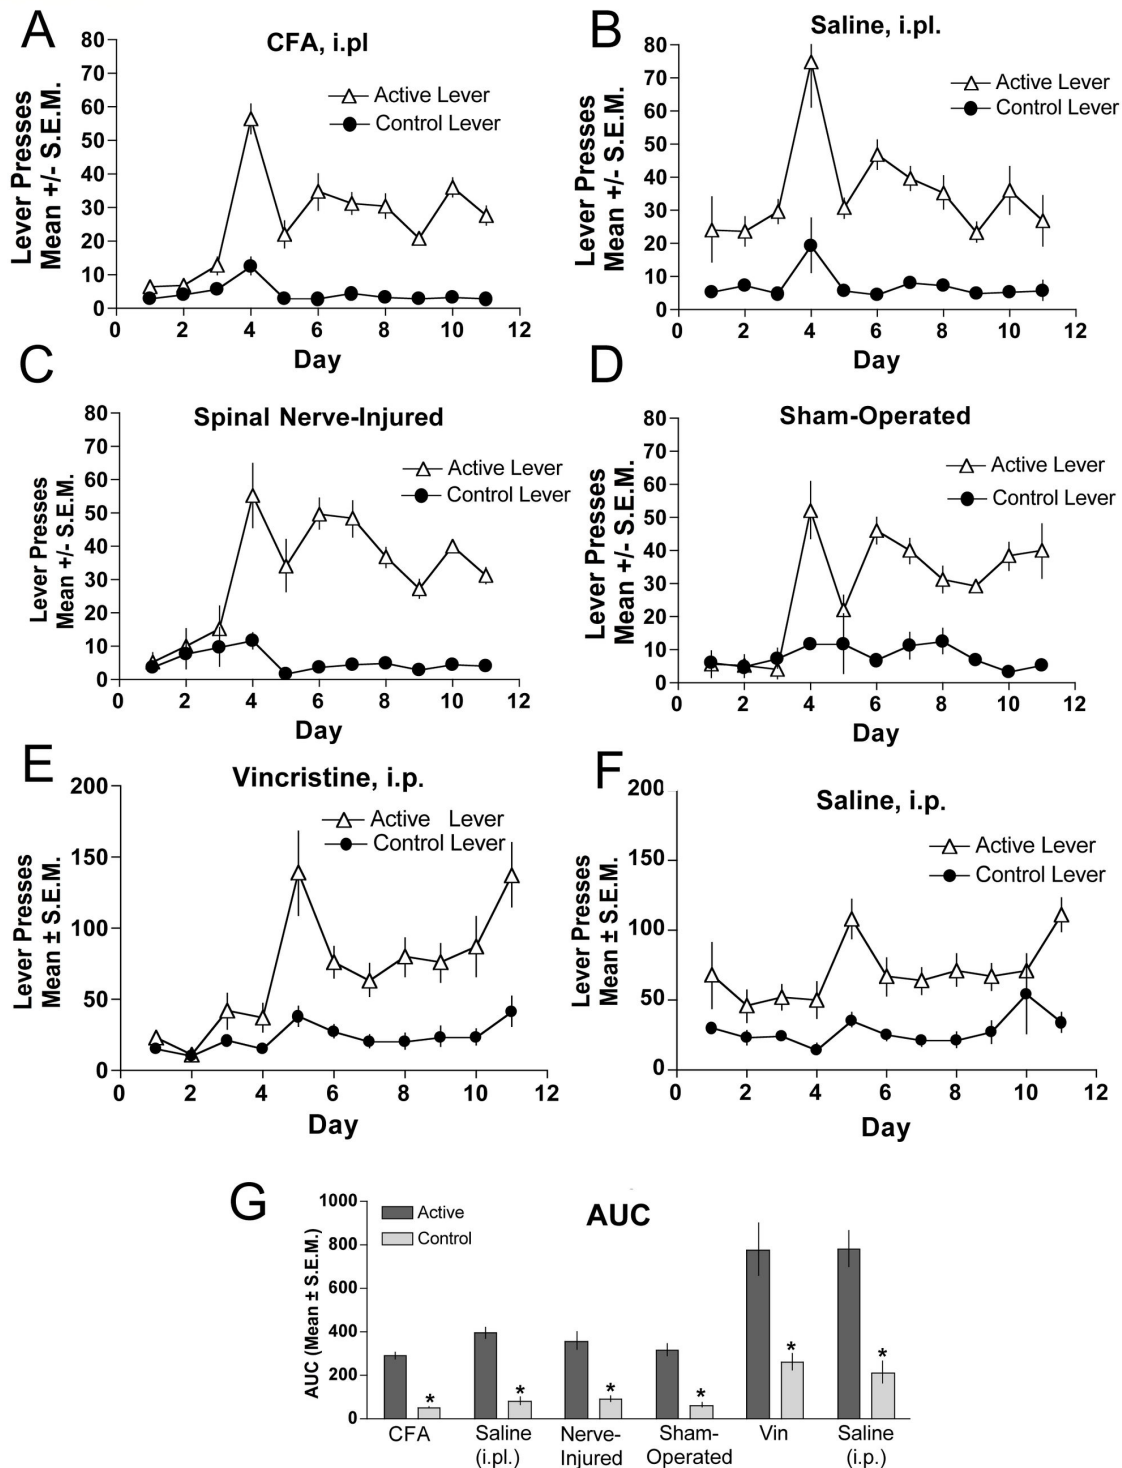 A
CFA, i.pl
Lever Presses
Mean +/- S.E.M.
80
70
60
50
40
30
20
10
0
Active Lever
Control Lever
0 2 4 6 8 10 12
Day
B
Saline, i.pl.
Lever Presses
Mean +/- S.E.M.
80
70
60
50
40
30
20
10
0
Active Lever
Control Lever
0 2 4 6 8 10 12
Day
C
Spinal Nerve-Injured
Lever Presses
Mean +/- S.E.M.
80
70
60
50
40
30
20
10
0
Active Lever
Control Lever
0 2 4 6 8 10 12
Day
D
Sham-Operated
Lever Presses
Mean +/- S.E.M.
80
70
60
50
40
30
20
10
0
Active Lever
Control Lever
0 2 4 6 8 10 12
Day
E
Vincristine, i.p.
Lever Presses
Mean ± S.E.M.
200
150
100
50
0
Active Lever
Control Lever
0 2 4 6 8 10 12
Day
F
Saline, i.p.
Lever Presses
Mean ± S.E.M.
200
150
100
50
0
Active Lever
Control Lever
0 2 4 6 8 10 12
Day
G
AUC
AUC (Mean ± S.E.M.)
1000
800
600
400
200
0
Active
Control
* * * * * *
CFA Saline Nerve- Sham- Vin Saline
(i.pl.) Injured Operated (i.p.)